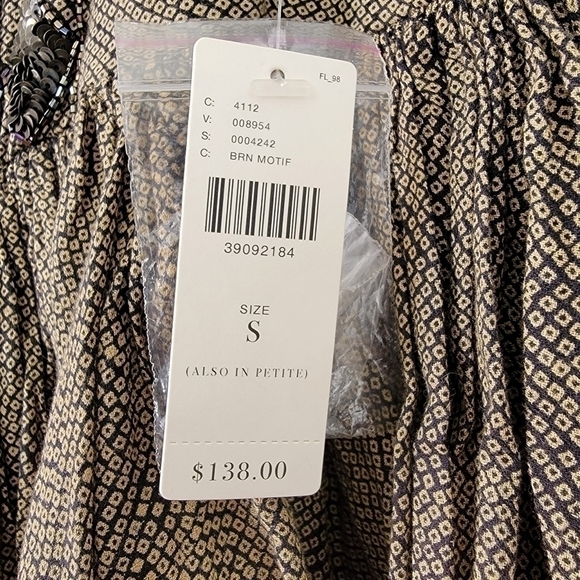 FL_98
C: 4112
V: 008954
S: 0004242
C: BRN MOTIF
39092184
SIZE
S
(ALSO IN PETITE)
$138.00